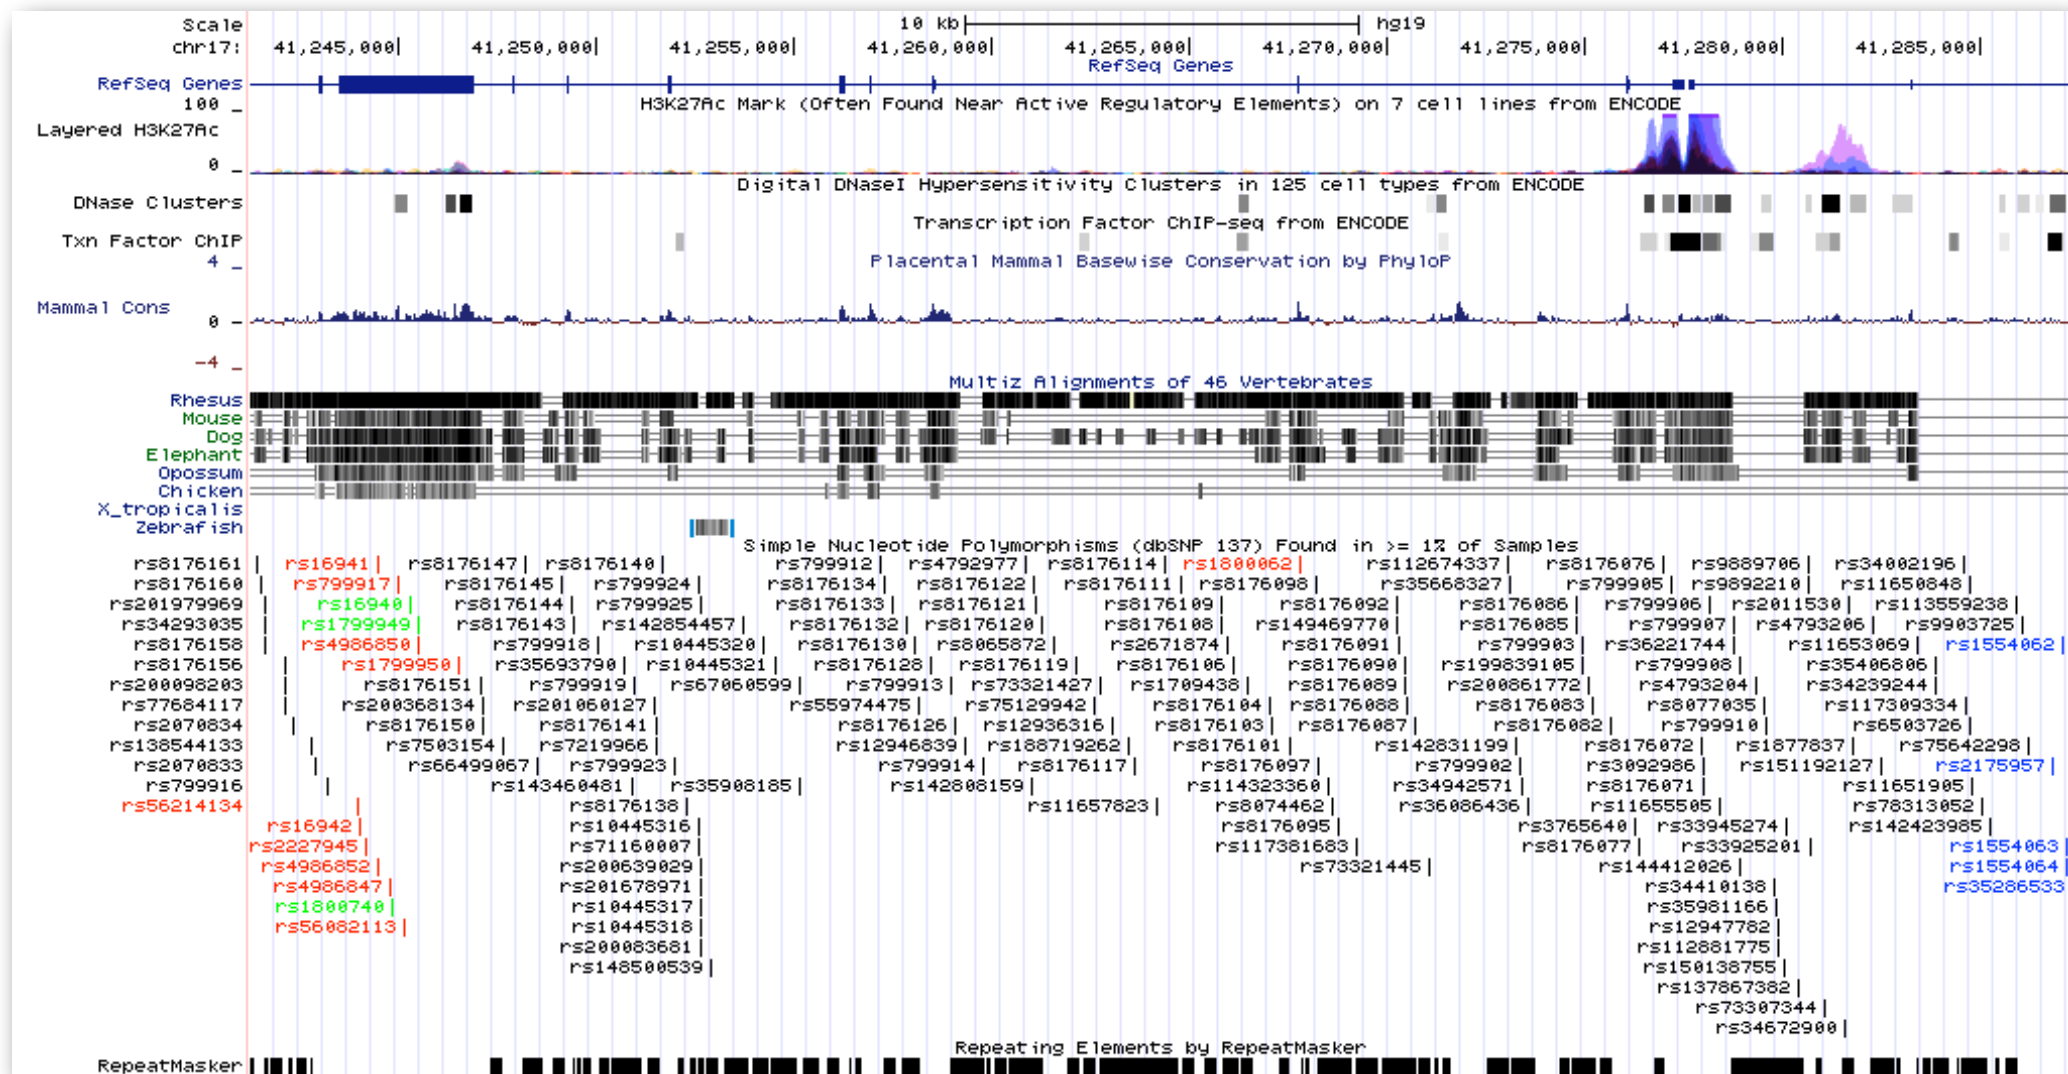 Scale 10 kb hg19
chr17: 41,245,000| 41,250,000| 41,255,000| 41,260,000| 41,265,000| 41,270,000| 41,275,000| 41,280,000| 41,285,000|
RefSeq Genes
RefSeq Genes
100 _ H3K27Ac Mark (Often Found Near Active Regulatory Elements) on 7 cell lines from ENCODE
Layered H3K27Ac
0 _
Digital DNaseI Hypersensitivity Clusters in 125 cell types from ENCODE
DNase Clusters
Transcription Factor ChIP-seq from ENCODE
Txn Factor ChIP
4 _ Placental Mammal Basewise Conservation by PhyloP
Mammal Cons
0 _
-4 _
Multiz Alignments of 46 Vertebrates
Rhesus
Mouse
Dog
Elephant
Opossum
Chicken
X_tropicalis
Zebrafish
Simple Nucleotide Polymorphisms (dbSNP 137) Found in >= 1% of Samples
rs8176161 rs16941 rs8176147 rs8176140 rs799912 rs4792977 rs8176114 rs1800062 rs112674337 rs8176076 rs9889706 rs34002196
rs8176160 rs799917 rs8176145 rs799924 rs8176134 rs8176122 rs8176111 rs8176098 rs35668327 rs799905 rs9892210 rs11650848
rs201979969 rs16940 rs8176144 rs799925 rs8176133 rs8176121 rs8176109 rs8176092 rs8176086 rs799906 rs2011530 rs113559238
rs34293035 rs1799949 rs8176143 rs142854457 rs8176132 rs8176120 rs8176108 rs149469770 rs8176085 rs799907 rs4793206 rs9903725
rs8176158 rs4986850 rs799918 rs10445320 rs8176130 rs8065872 rs2671874 rs8176091 rs799903 rs36221744 rs11653069 rs1554062
rs8176156 rs1799950 rs35693790 rs10445321 rs8176128 rs8176119 rs8176106 rs8176090 rs199839105 rs799908 rs35406806
rs200098203 rs8176151 rs799919 rs67060599 rs799913 rs73321427 rs1709438 rs8176089 rs200861772 rs4793204 rs34239244
rs77684117 rs200368134 rs201060127 rs55974475 rs75129942 rs8176104 rs8176088 rs8176083 rs8077035 rs117309334
rs2070834 rs8176150 rs8176141 rs8176126 rs12936316 rs8176103 rs8176087 rs8176082 rs799910 rs6503726
rs138544133 rs7503154 rs7219966 rs12946839 rs188719262 rs8176101 rs142831199 rs8176072 rs1877837 rs75642298
rs2070833 rs66499067 rs799923 rs799914 rs8176117 rs8176097 rs799902 rs3092986 rs151192127 rs2175957
rs799916 rs143460481 rs35908185 rs142808159 rs114323360 rs34942571 rs8176071 rs11651905
rs56214134 rs8176138 rs11657823 rs8074462 rs36086436 rs11655505 rs78313052
rs16942 rs10445316 rs8176095 rs3765640 rs33945274 rs142423985
rs2227945 rs71160007 rs117381683 rs8176077 rs33925201 rs1554063
rs4986852 rs200639029 rs73321445 rs144412026 rs1554064
rs4986847 rs201678971 rs34410138 rs35286533
rs1800740 rs10445317 rs35981166
rs56082113 rs10445318 rs12947782
rs200083681 rs112881775
rs148500539 rs150138755
rs137867382
rs73307344
rs34672900
Repeating Elements by RepeatMasker
RepeatMasker